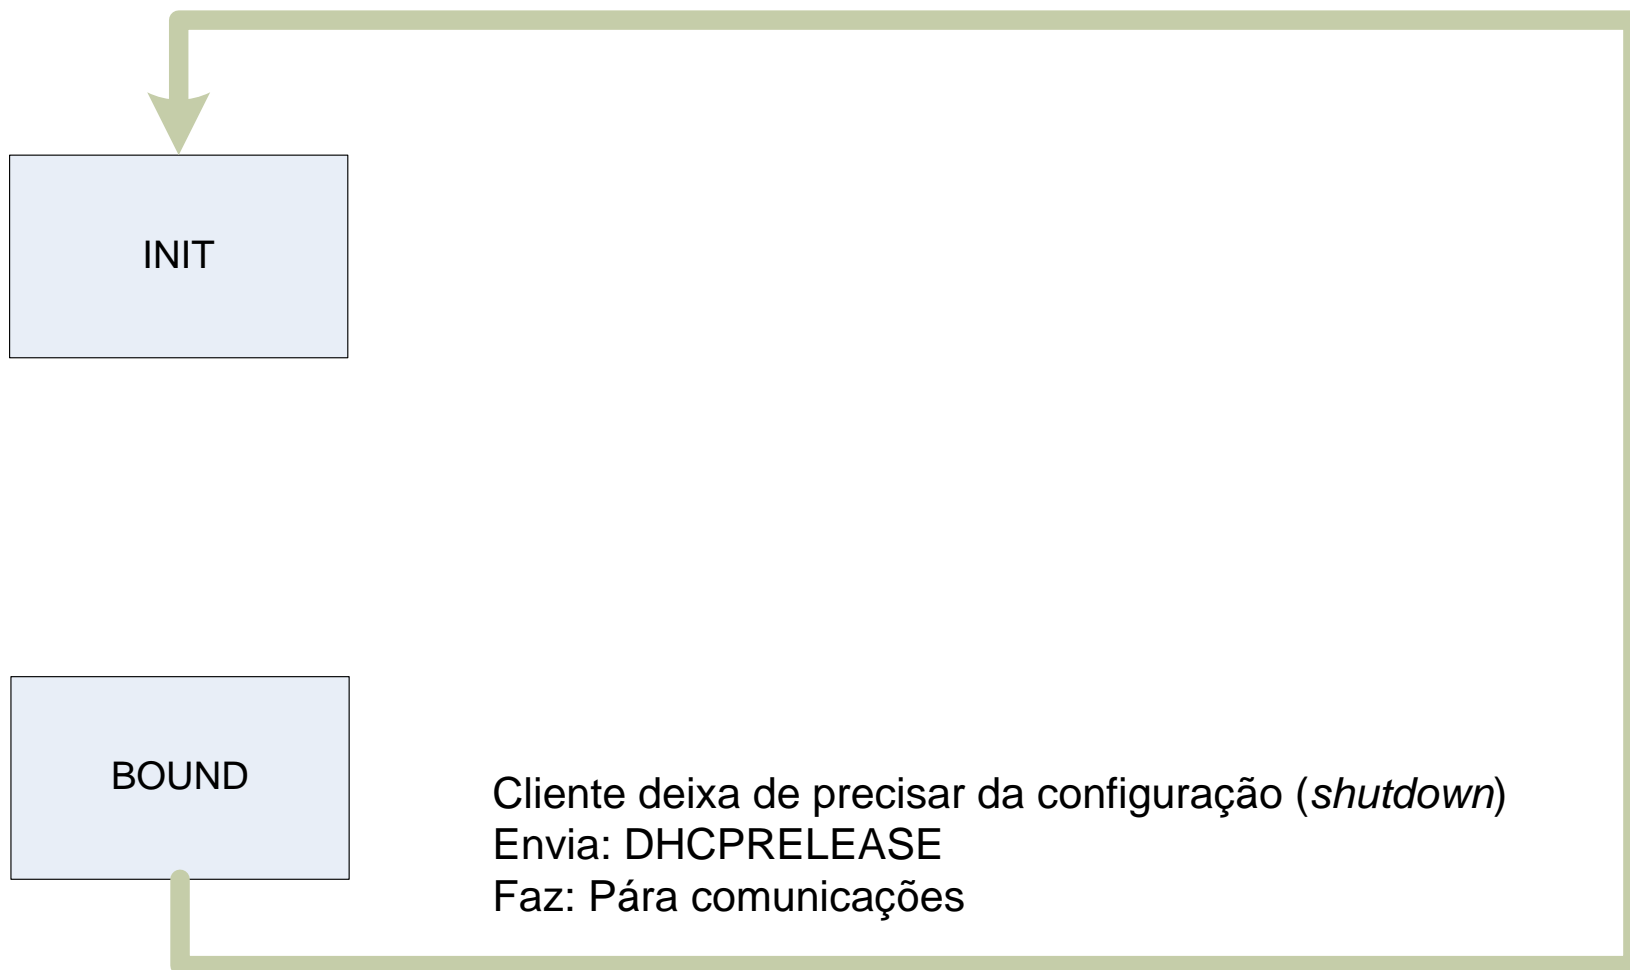 INIT
BOUND
Cliente deixa de precisar da configuração (shutdown)
Envia: DHCPRELEASE
Faz: Pára comunicações